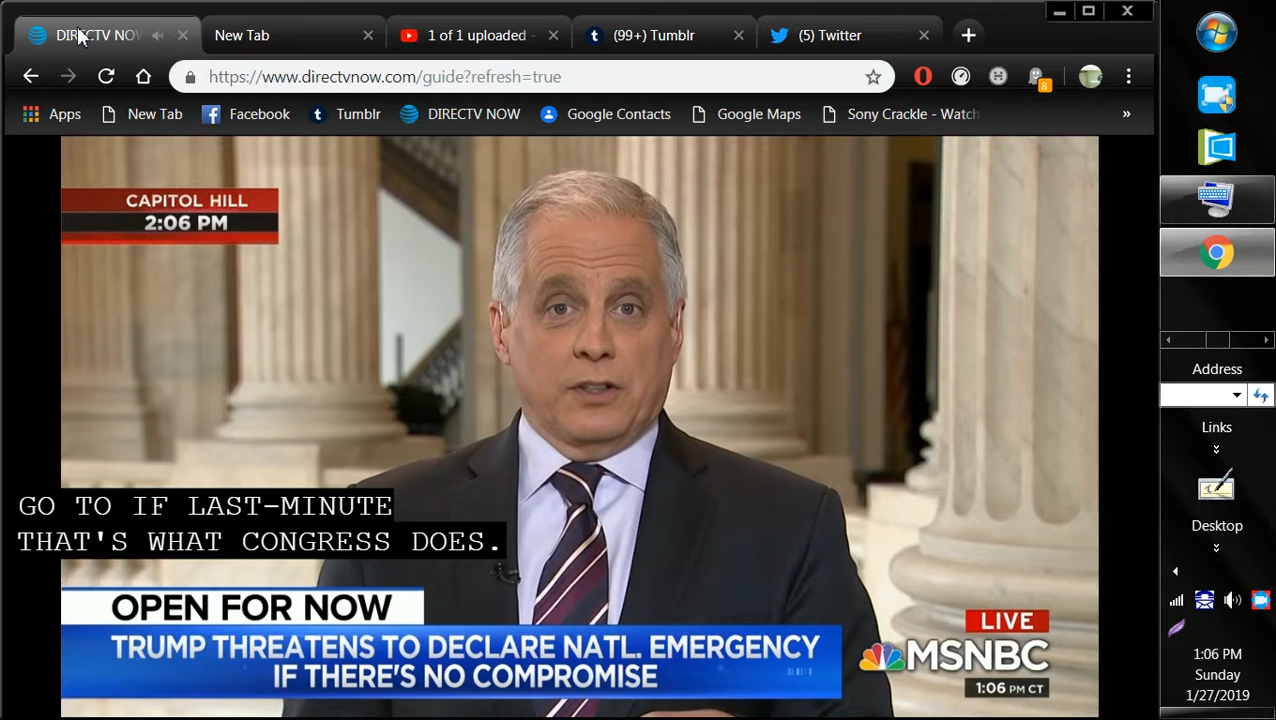 DIRECTV NOW
New Tab
1 of 1 uploaded -
(99+) Tumblr
(5) Twitter
https://www.directvnow.com/guide?refresh=true
8
Apps
New Tab
Facebook
Tumblr
DIRECTV NOW
Google Contacts
Google Maps
Sony Crackle - Watch
»
CAPITOL HILL
2:06 PM
GO TO IF LAST-MINUTE
THAT'S WHAT CONGRESS DOES.
OPEN FOR NOW
TRUMP THREATENS TO DECLARE NATL. EMERGENCY
IF THERE'S NO COMPROMISE
LIVE
MSNBC
1:06 PM CT
Address
Links
Desktop
1:06 PM
Sunday
1/27/2019